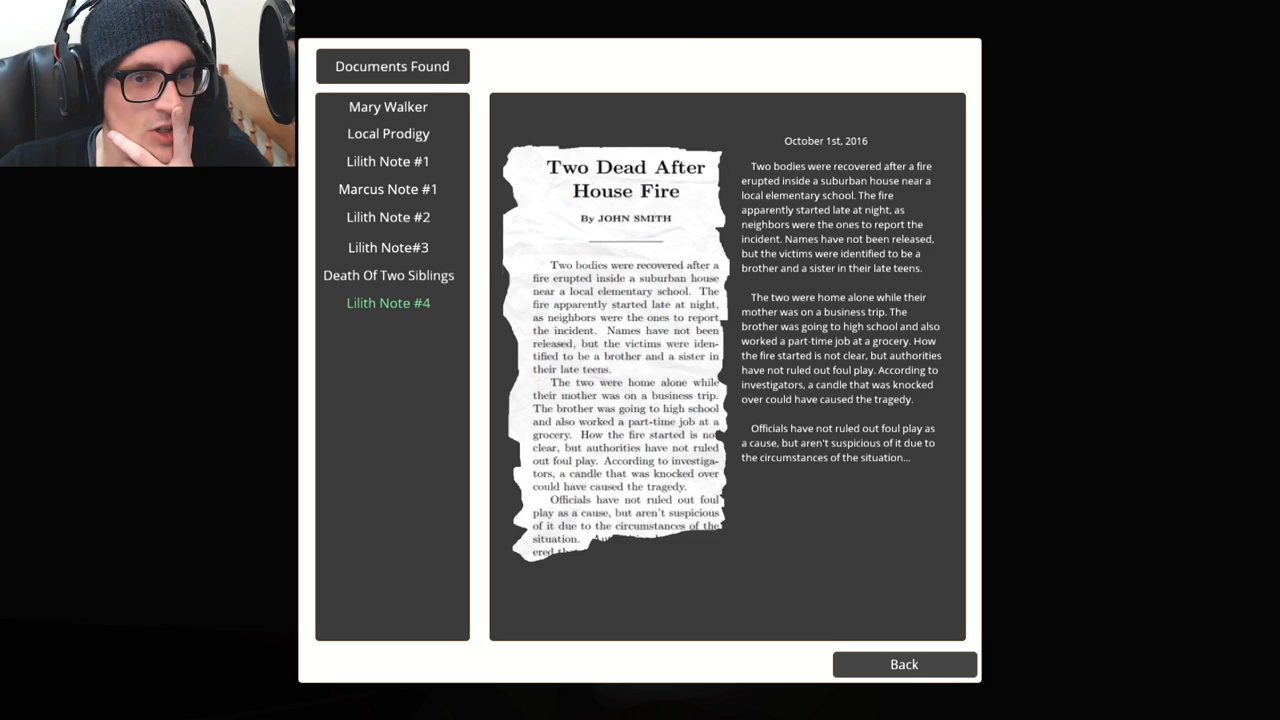 Documents Found
Mary Walker
Local Prodigy
Lilith Note #1
Marcus Note #1
Lilith Note #2
Lilith Note#3
Death Of Two Siblings
Lilith Note #4
Two Dead After
House Fire
By JOHN SMITH
Two bodies were recovered after a
fire erupted inside a suburban house
near a local elementary school. The
fire apparently started late at night,
as neighbors were the ones to report
the incident. Names have not been
released, but the victims were iden-
tified to be a brother and a sister in
their late teens.
The two were home alone while
their mother was on a business trip.
The brother was going to high school
and also worked a part-time job at a
grocery. How the fire started is not
clear, but authorities have not ruled
out foul play. According to investiga-
tors, a candle that was knocked over
could have caused the tragedy.
Officials have not ruled out foul
play as a cause, but aren't suspicious
of it due to the circumstances of the
situation.
ered
October 1st, 2016
Two bodies were recovered after a fire
erupted inside a suburban house near a
local elementary school. The fire
apparently started late at night, as
neighbors were the ones to report the
incident. Names have not been released,
but the victims were identified to be a
brother and a sister in their late teens.
The two were home alone while their
mother was on a business trip. The
brother was going to high school and also
worked a part-time job at a grocery. How
the fire started is not clear, but authorities
have not ruled out foul play. According to
investigators, a candle that was knocked
over could have caused the tragedy.
Officials have not ruled out foul play as
a cause, but aren't suspicious of it due to
the circumstances of the situation...
Back